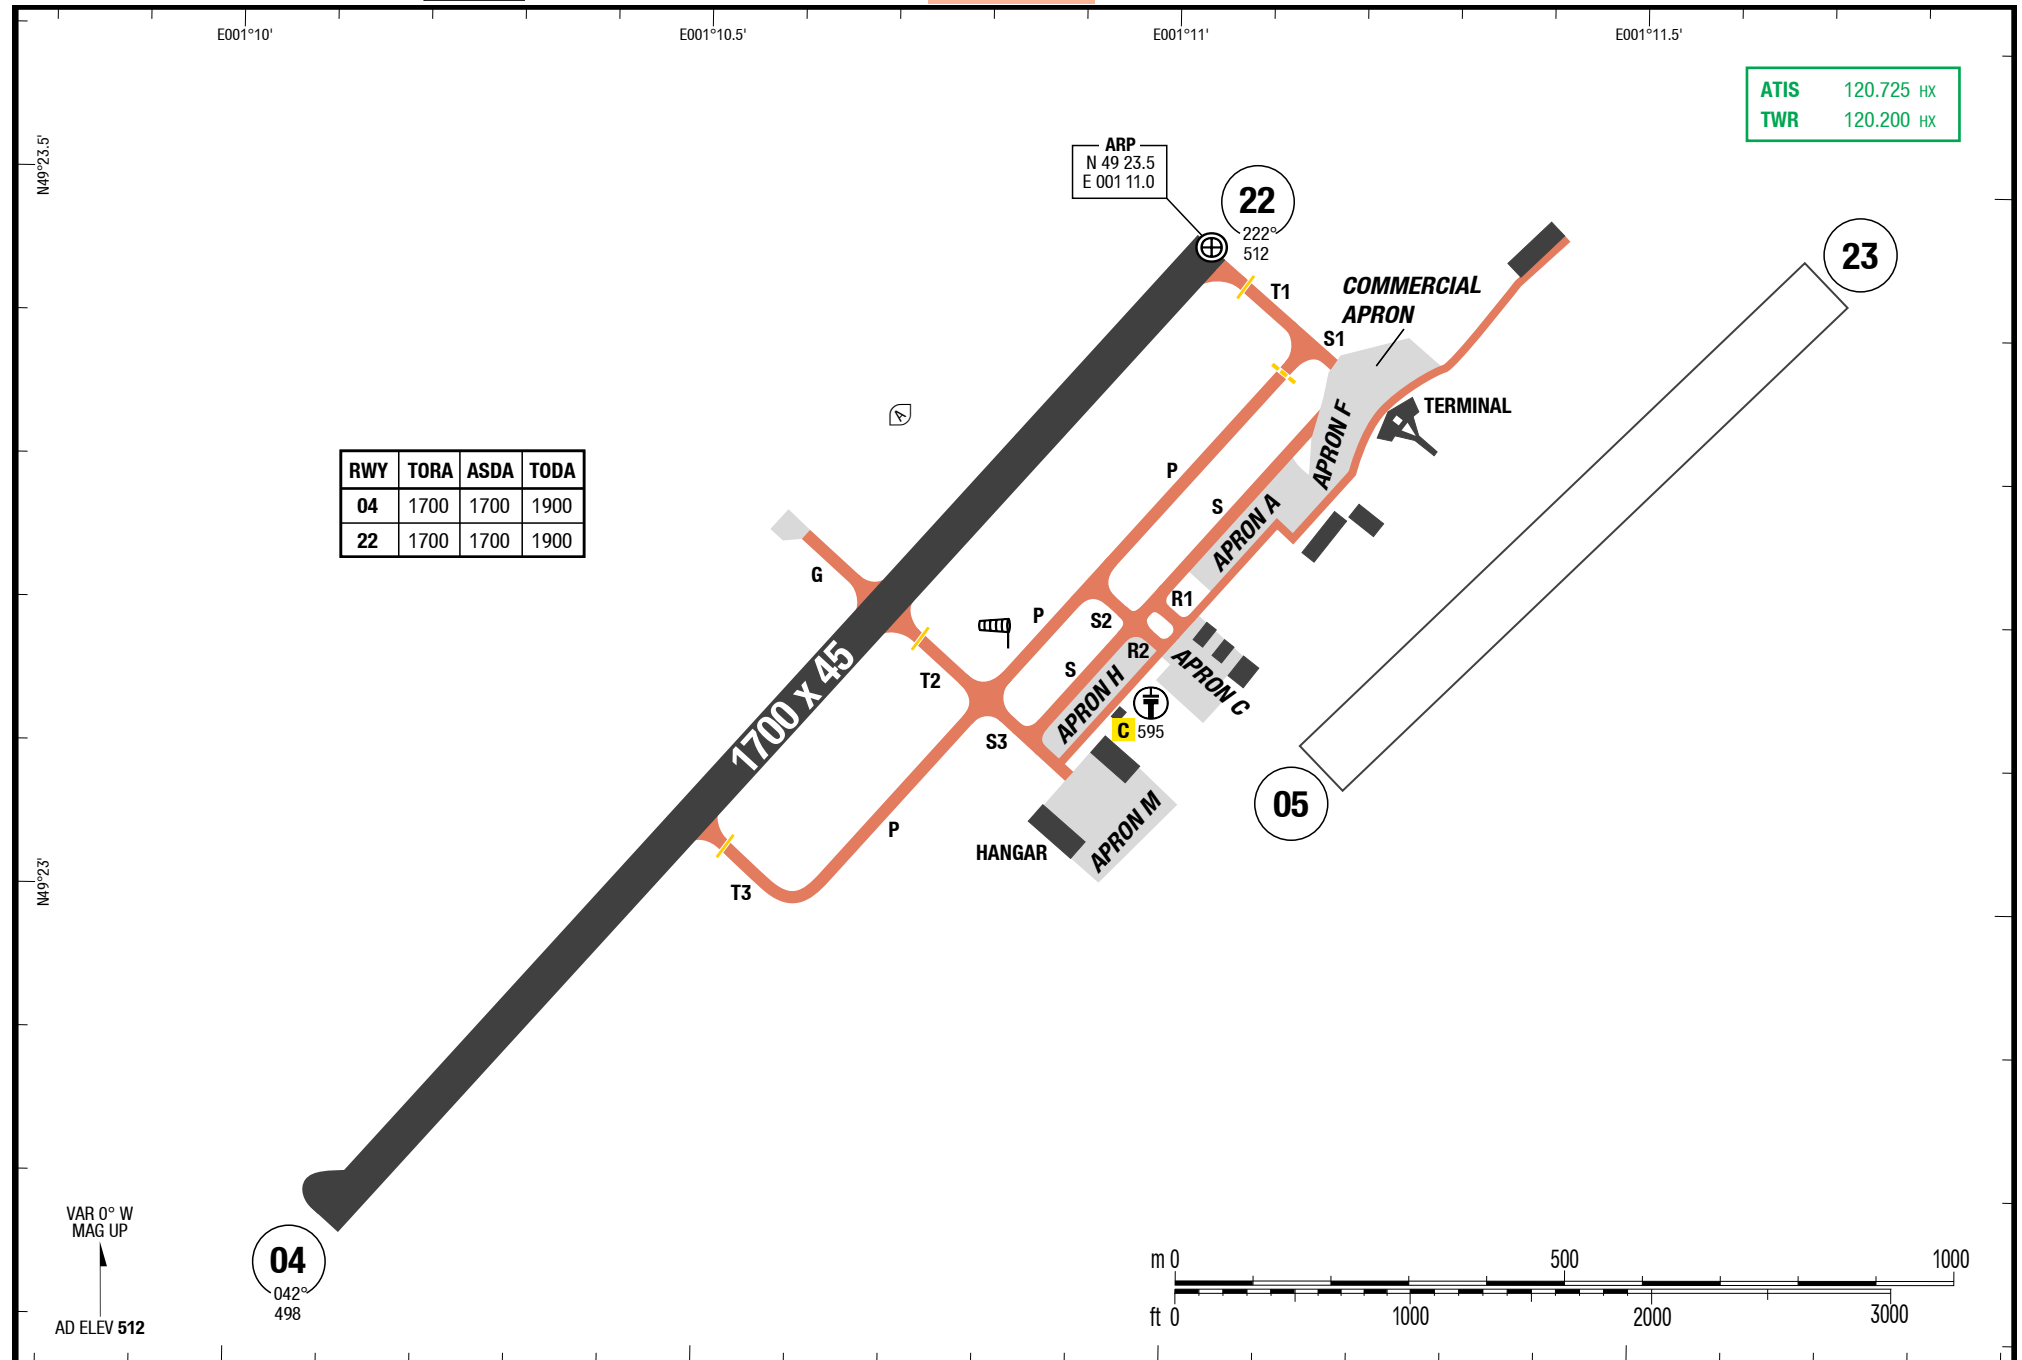 E001°10'
E001°10.5'
E001°11'
E001°11.5'
ATIS 120.725 HX
TWR 120.200 HX
N49°23.5'
ARP
N 49 23.5
E 001 11.0
22
222°
512
23
COMMERCIAL
APRON
T1
S1
TERMINAL
APRON F
A
RWY TORA ASDA TODA
04 1700 1700 1900
22 1700 1700 1900
P
S
APRON A
G
R1
P
S2
R2
T2
S
APRON H
APRON C
C 595
S3
1700 x 45
05
P
HANGAR
APRON M
T3
N49°23'
VAR 0° W
MAG UP
AD ELEV 512
04
042°
498
m 0 500 1000
ft 0 1000 2000 3000